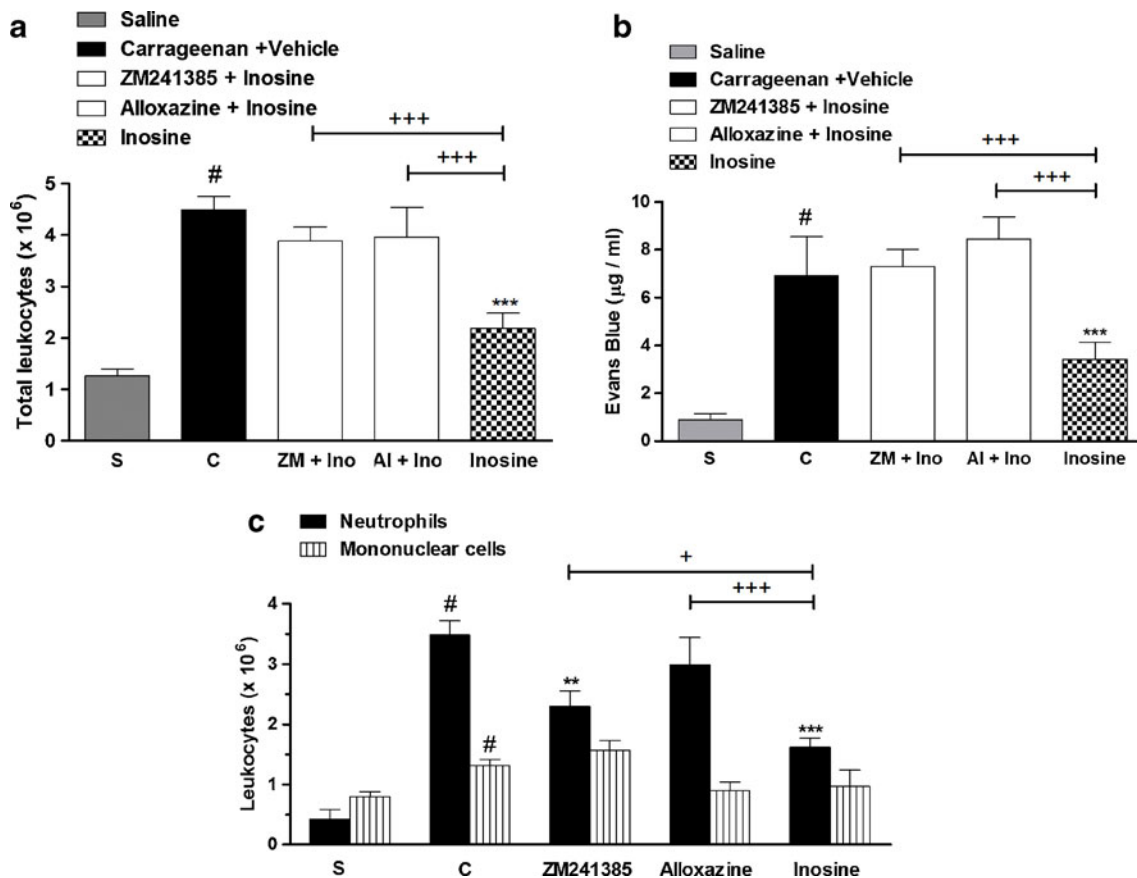 a
Saline
Carrageenan +Vehicle
ZM241385 + Inosine
Alloxazine + Inosine
Inosine
+++
+++
#
***
Total leukocytes (x 10⁶)
5
4
3
2
1
0
S C ZM + Ino Al + Ino Inosine
b
Saline
Carrageenan +Vehicle
ZM241385 + Inosine
Alloxazine + Inosine
Inosine
+++
+++
#
***
Evans Blue (µg / ml)
10
8
6
4
2
0
S C ZM + Ino Al + Ino Inosine
c
Neutrophils
Mononuclear cells
+
+++
#
#
**
***
Leukocytes (x 10⁶)
4
3
2
1
0
S C ZM241385 Alloxazine Inosine